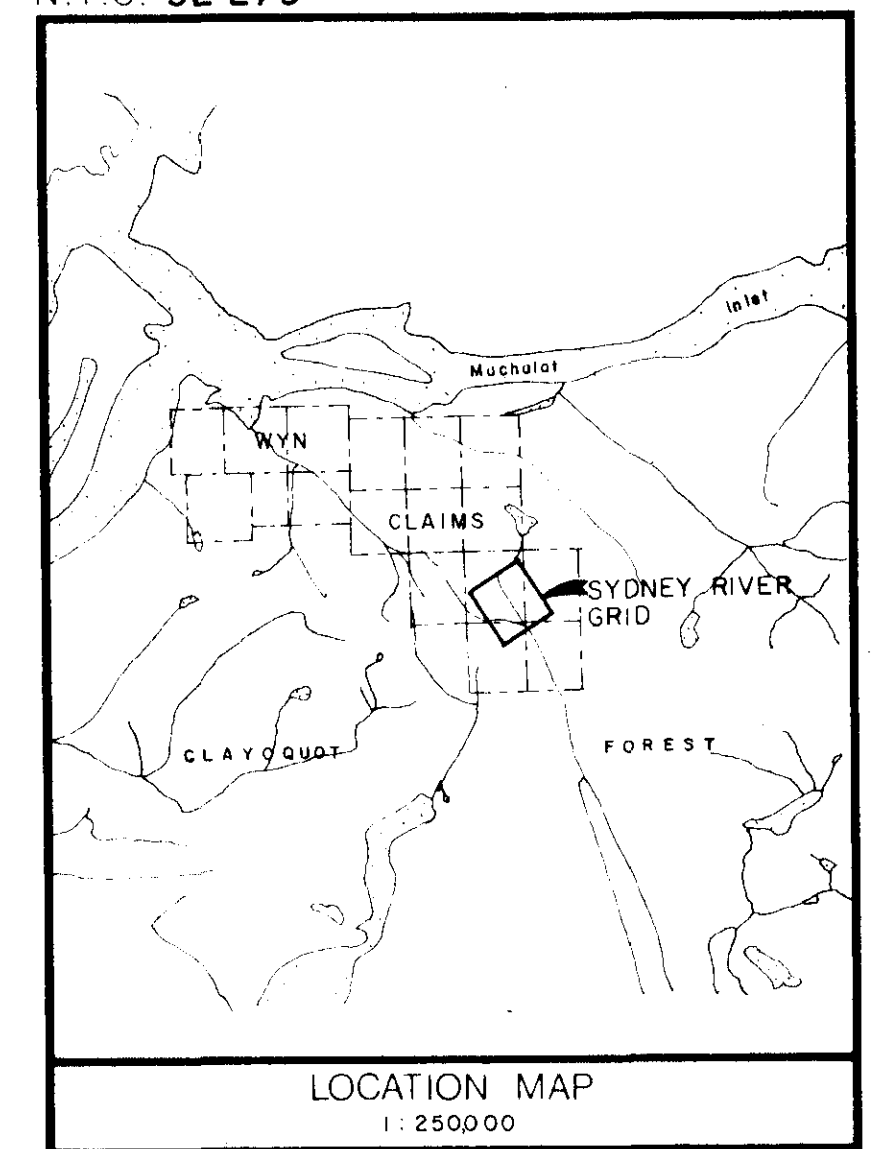 Inlet
Muchalat
WYN
CLAIMS
SYDNEY RIVER
GRID
CLAYOQUOT
FOREST
LOCATION MAP
1 : 250,000